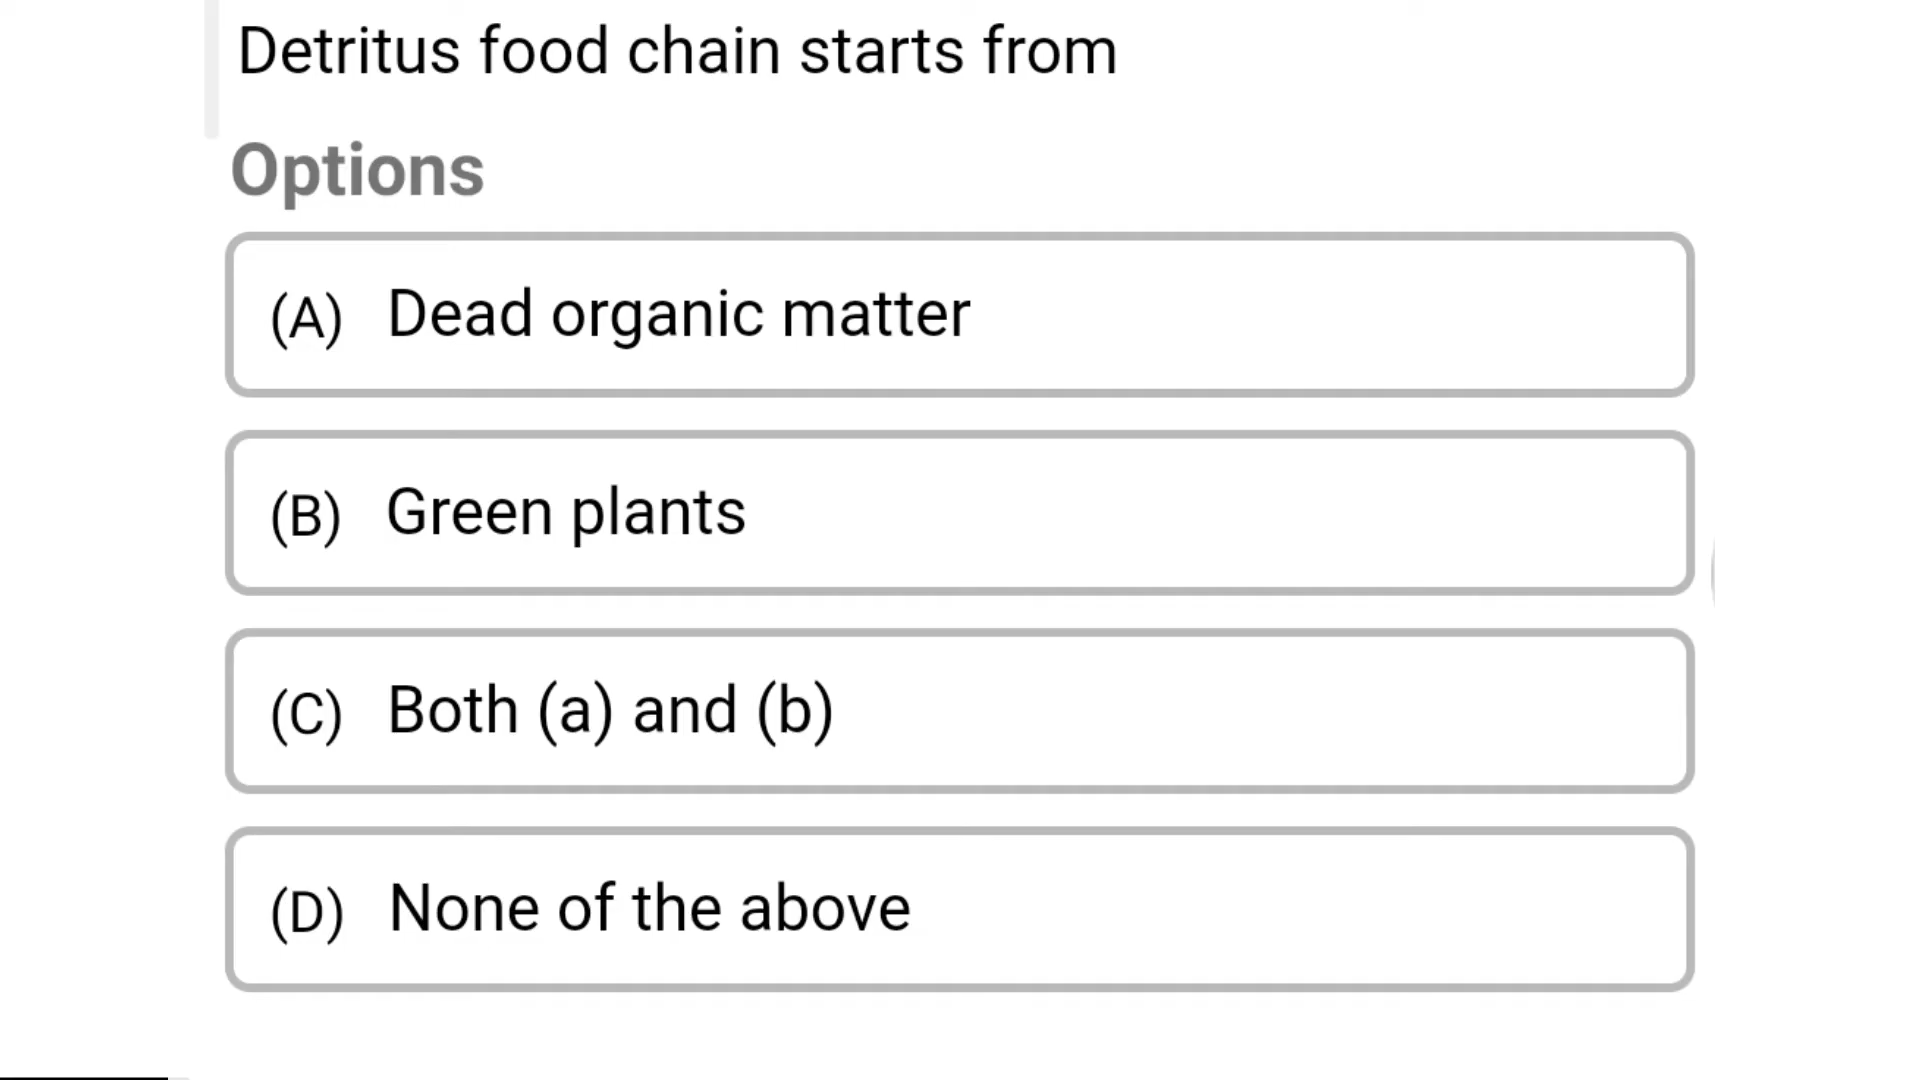 Detritus food chain starts from
Options
(A) Dead organic matter
(B) Green plants
(C) Both (a) and (b)
(D) None of the above